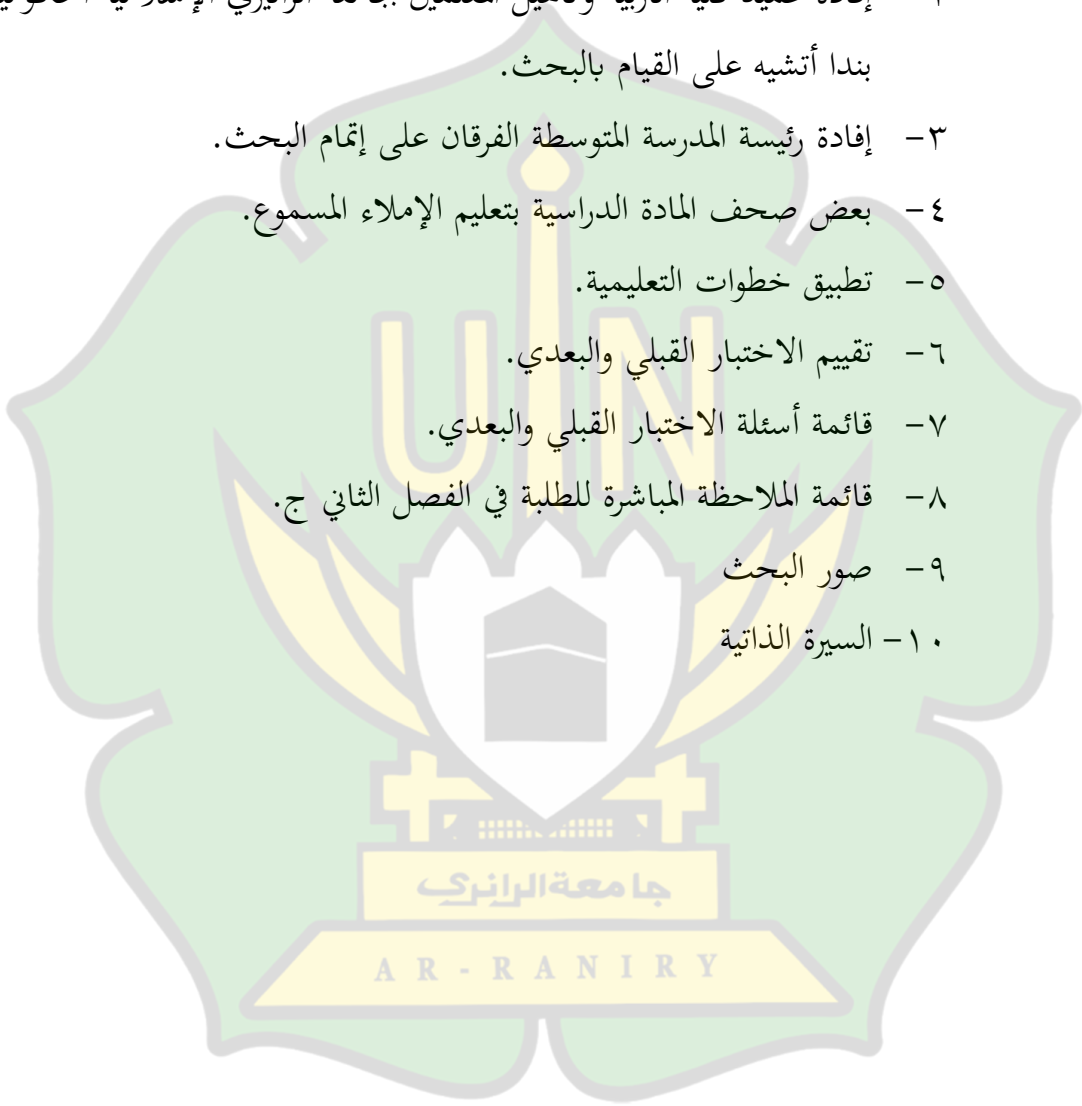 بندا أتشيه على القيام بالبحث.
٣- إفادة رئيسة المدرسة المتوسطة الفرقان على إتمام البحث.
٤- بعض صحف المادة الدراسية بتعليم الإملاء المسموع.
٥- تطبيق خطوات التعليمية.
٦- تقييم الاختبار القبلي والبعدي.
٧- قائمة أسئلة الاختبار القبلي والبعدي.
٨- قائمة الملاحظة المباشرة للطلبة في الفصل الثاني ج.
٩- صور البحث
١٠- السيرة الذاتية
UIN
جامعة الرانري
AR-RANIRY